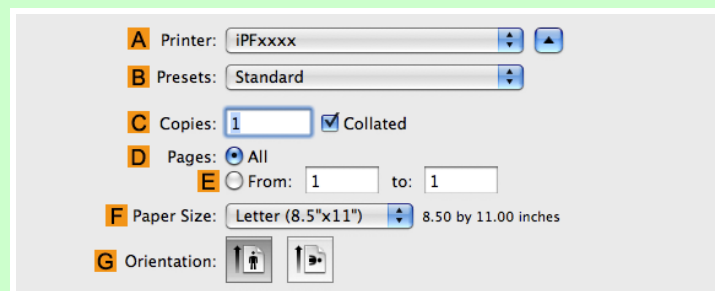 A Printer: iPFxxxx
B Presets: Standard
C Copies: 1 Collated
D Pages: All
E From: 1 to: 1
F Paper Size: Letter (8.5"x11") 8.50 by 11.00 inches
G Orientation: